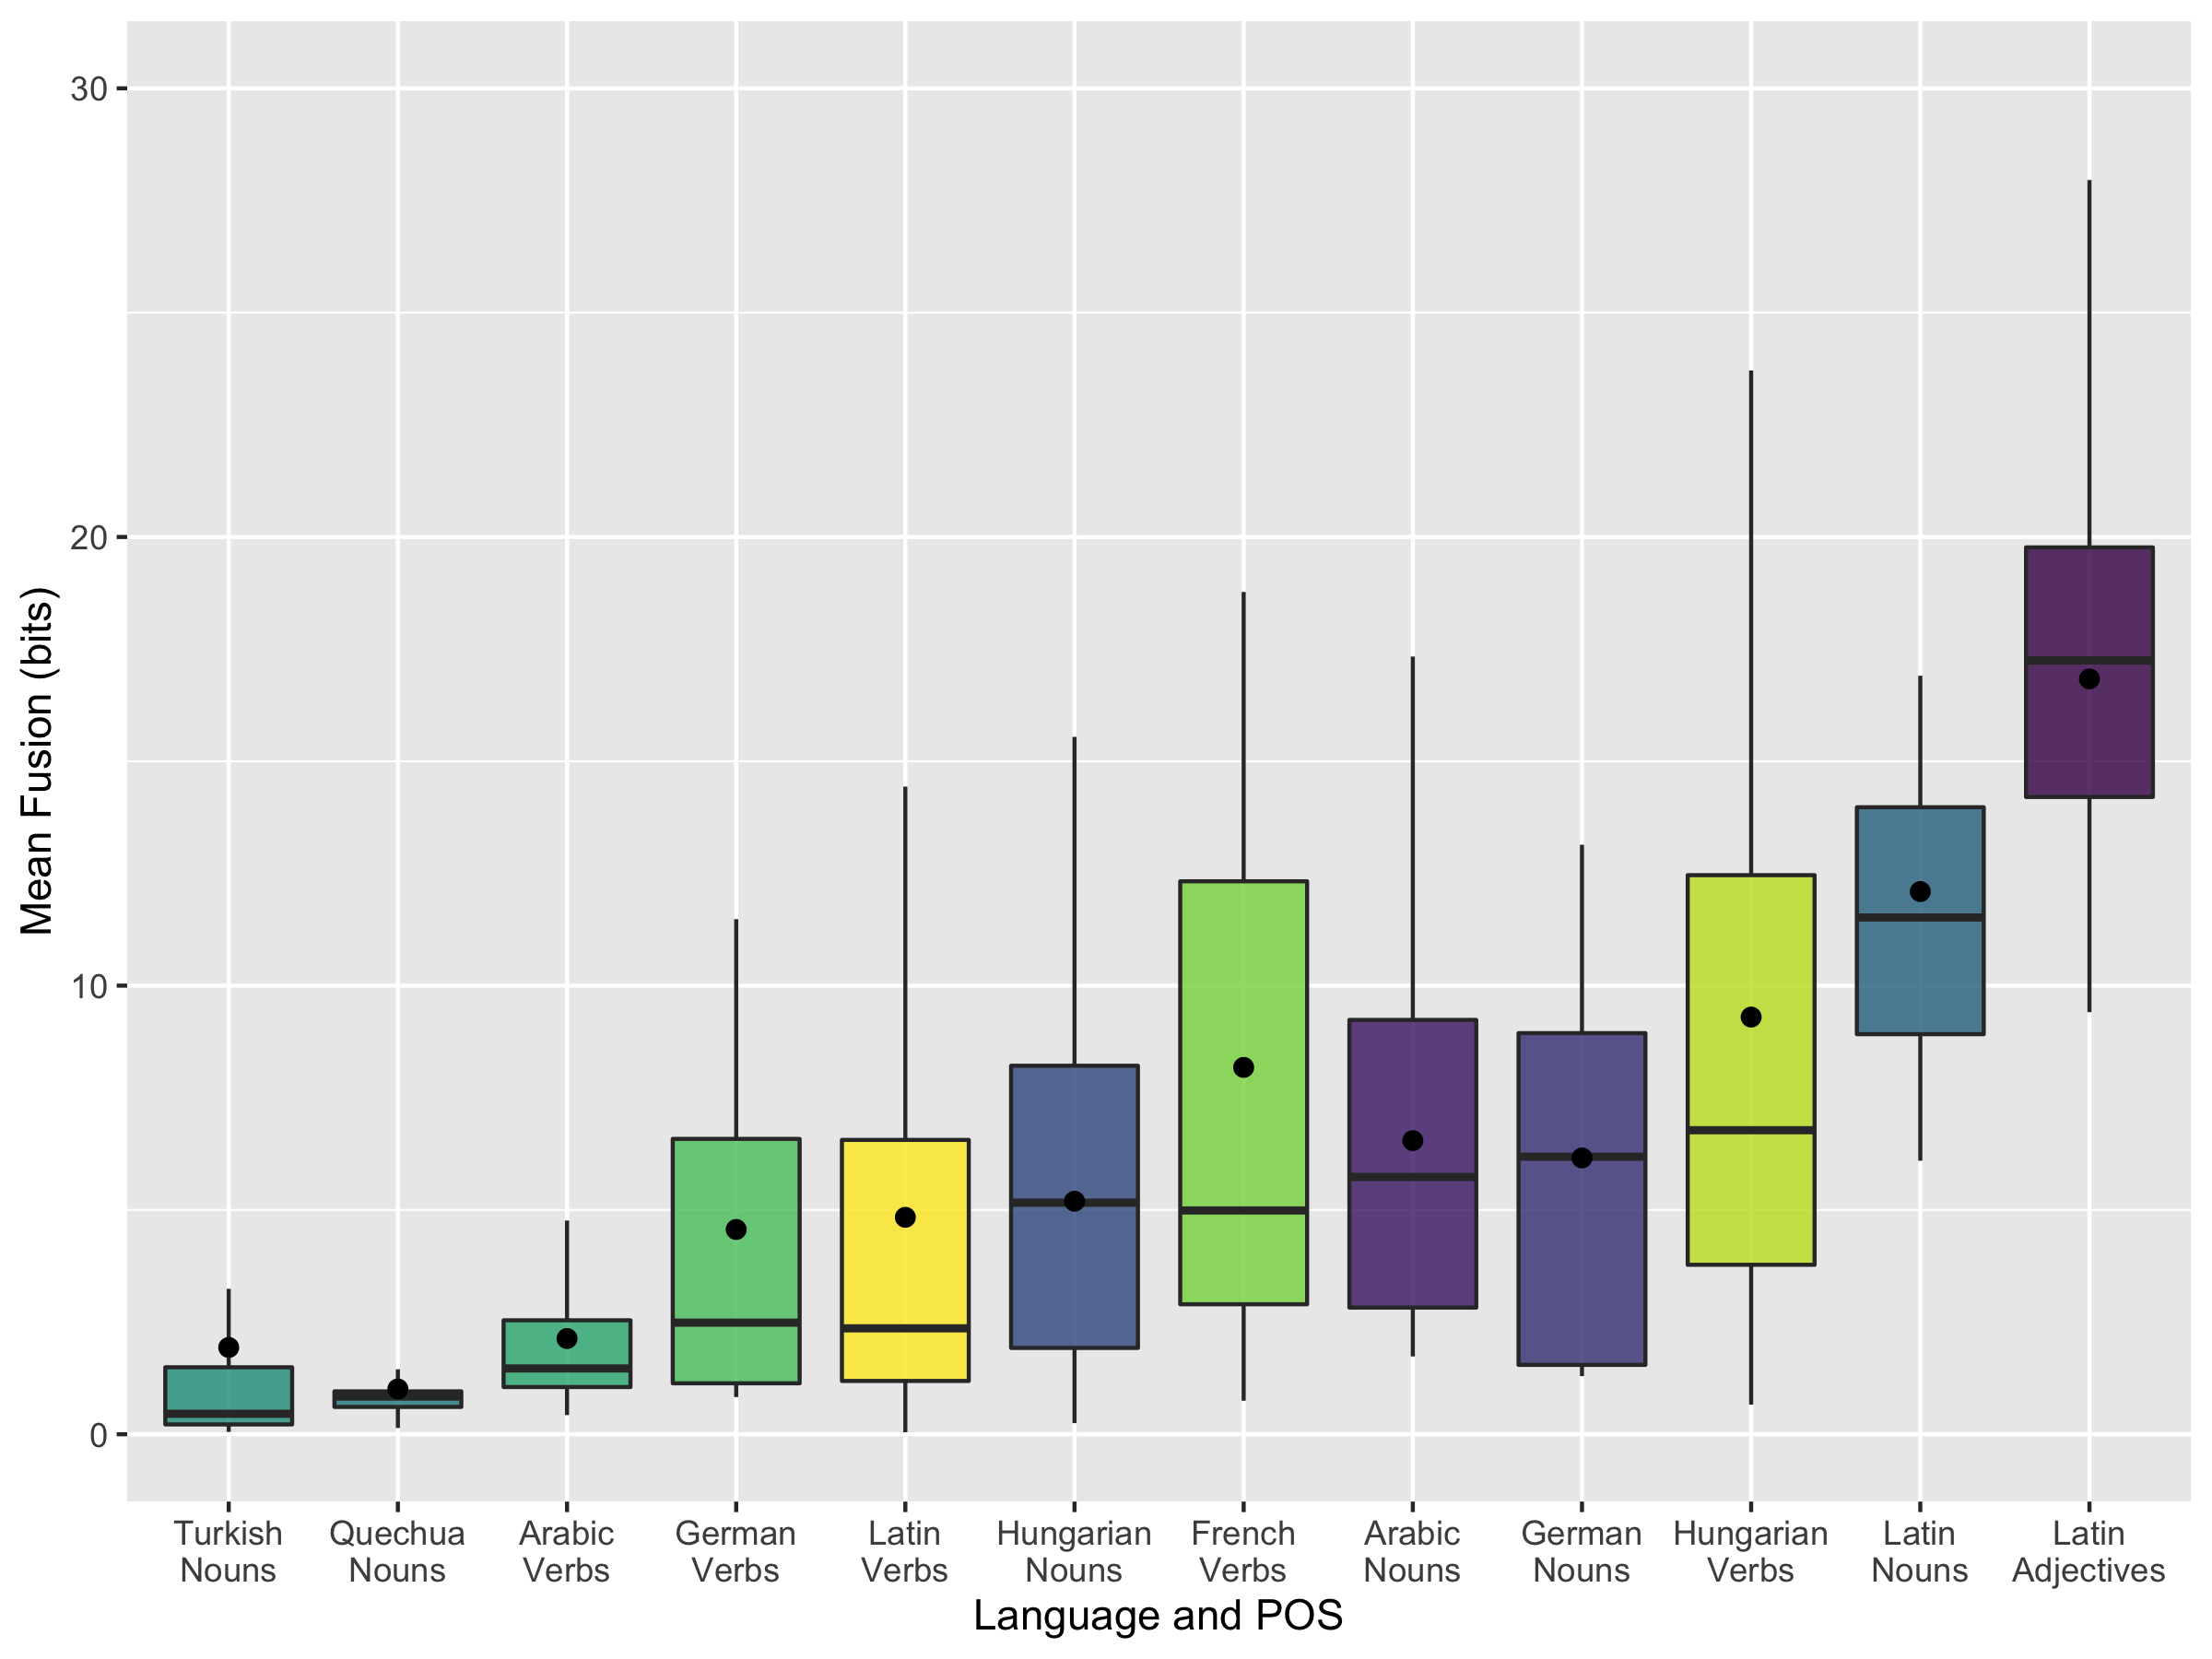 Mean Fusion (bits)
30
20
10
0
Turkish
Nouns
Quechua
Nouns
Arabic
Verbs
German
Verbs
Latin
Verbs
Hungarian
Nouns
French
Verbs
Arabic
Nouns
German
Nouns
Hungarian
Verbs
Latin
Nouns
Latin
Adjectives
Language and POS